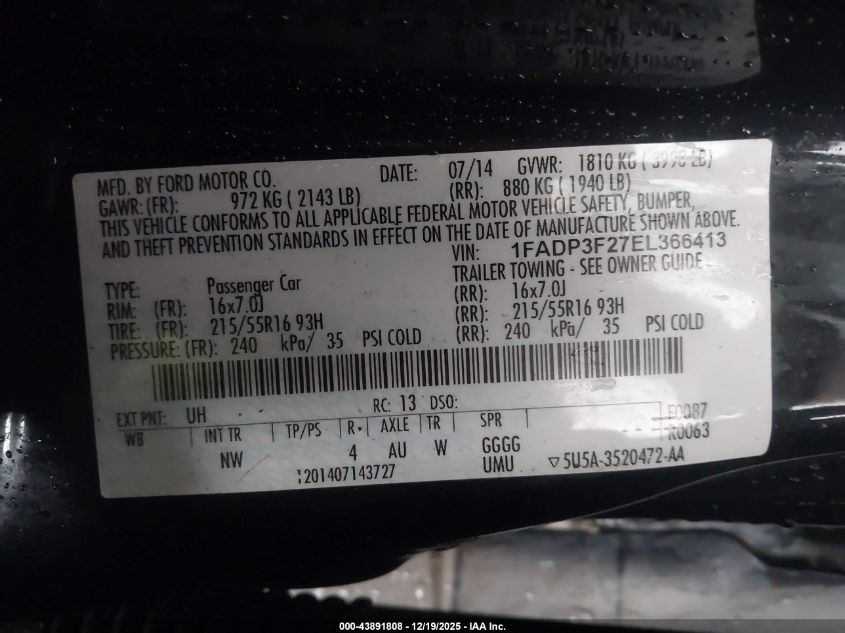 MFD. BY FORD MOTOR CO. DATE: 07/14 GVWR: 1810 KG ( 3990 LB)
GAWR: (FR): 972 KG ( 2143 LB) (RR): 880 KG ( 1940 LB)
THIS VEHICLE CONFORMS TO ALL APPLICABLE FEDERAL MOTOR VEHICLE SAFETY, BUMPER,
AND THEFT PREVENTION STANDARDS IN EFFECT ON THE DATE OF MANUFACTURE SHOWN ABOVE.
VIN: 1FADP3F27EL366413
TYPE: Passenger Car TRAILER TOWING - SEE OWNER GUIDE
RIM: (FR): 16x7.0J (RR): 16x7.0J
TIRE: (FR): 215/55R16 93H (RR): 215/55R16 93H
PRESSURE: (FR): 240 kPa/ 35 PSI COLD (RR): 240 kPa/ 35 PSI COLD
EXT PNT: UH RC: 13 DSO: F0087
WB INT TR TP/PS R. AXLE TR SPR R0063
NW 4 AU W GGGG
201407143727 UMU ▽5U5A-3520472-AA
000-43891808 - 12/19/2025 - IAA Inc.